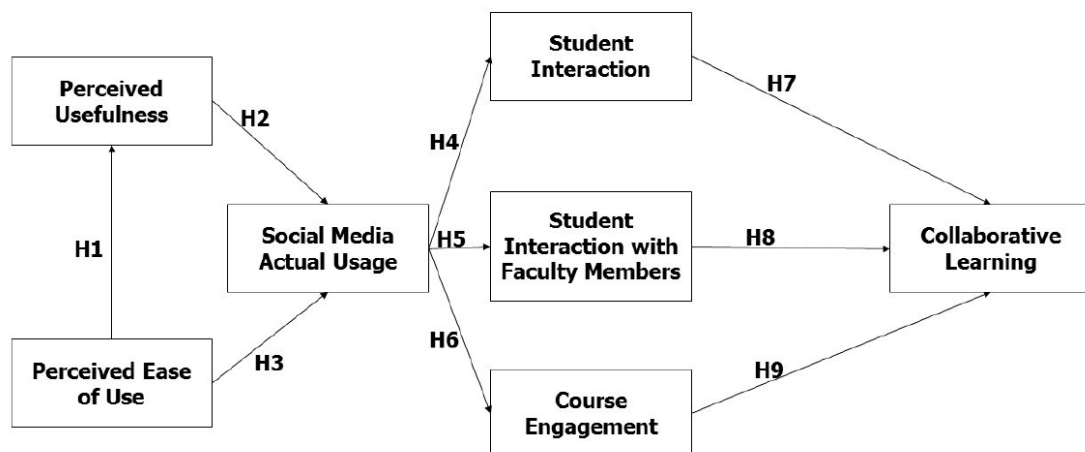 Student
Interaction
H7
Perceived
Usefulness
H2
H4
H1
Social Media
Actual Usage
H5
Student
Interaction with
Faculty Members
H8
Collaborative
Learning
H6
H3
Perceived Ease
of Use
H9
Course
Engagement